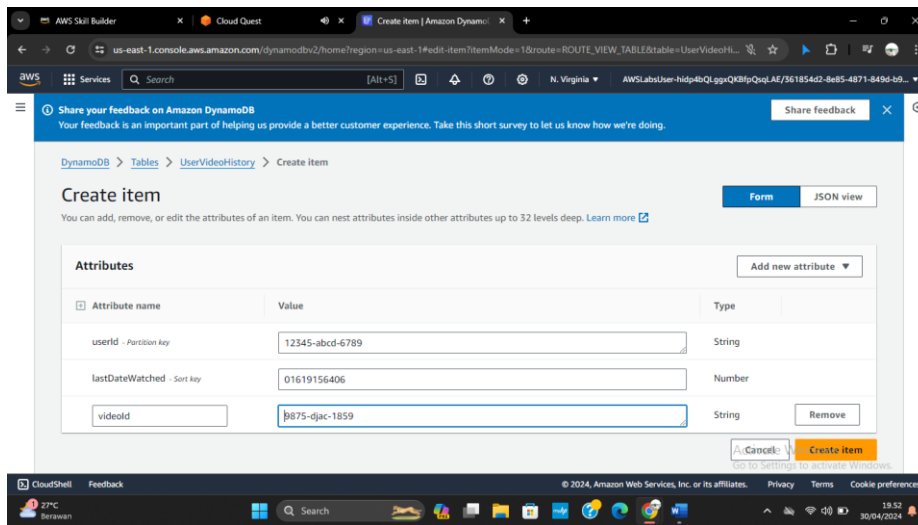 AWS Skill Builder
Cloud Quest
Create item | Amazon Dynamo
us-east-1.console.aws.amazon.com/dynamodbv2/home?region=us-east-1#edit-item?itemMode=1&route=ROUTE_VIEW_TABLE&table=UserVideoHi...
aws Services Search [Alt+S] N. Virginia AWSLabsUser-hidp4bQLggxQKBfpQsqLAE/361854d2-8e85-4871-849d-b9...
Share your feedback on Amazon DynamoDB
Your feedback is an important part of helping us provide a better customer experience. Take this short survey to let us know how we're doing.
Share feedback
DynamoDB > Tables > UserVideoHistory > Create item
Create item
Form JSON view
You can add, remove, or edit the attributes of an item. You can nest attributes inside other attributes up to 32 levels deep. Learn more
Attributes
Add new attribute
Attribute name Value Type
userId - Partition key 12345-abcd-6789 String
lastDateWatched - Sort key 01619156406 Number
videoId 9875-djac-1859 String Remove
Cancel Create item
Go to Settings to activate Windows.
CloudShell Feedback © 2024, Amazon Web Services, Inc. or its affiliates. Privacy Terms Cookie preferences
1
27°C
Berawan
Search
19.52
30/04/2024